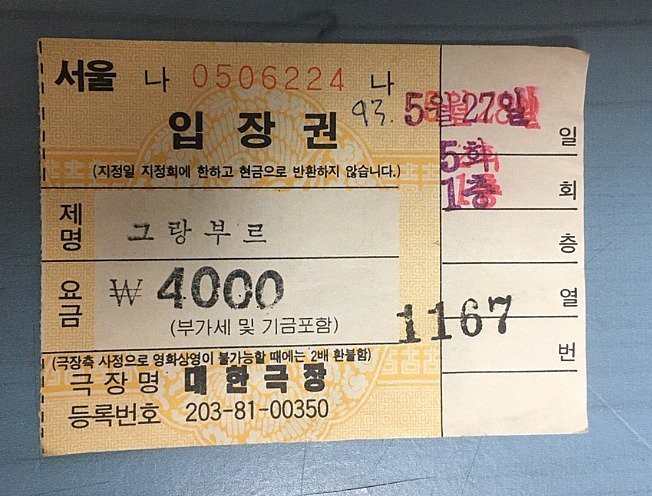 서울 나 0506224 나
93. 5월 27일
입장권
(지정일 지정회에 한하고 현금으로 반환하지 않습니다.)
5회
1층
제명 그랑부르
요금 ₩ 4000
(부가세 및 기금포함)
1167
(극장측 사정으로 영화상영이 불가능할 때에는 2배 환불함)
극장명 대한극장
등록번호 203-81-00350
일
회
층
열
번